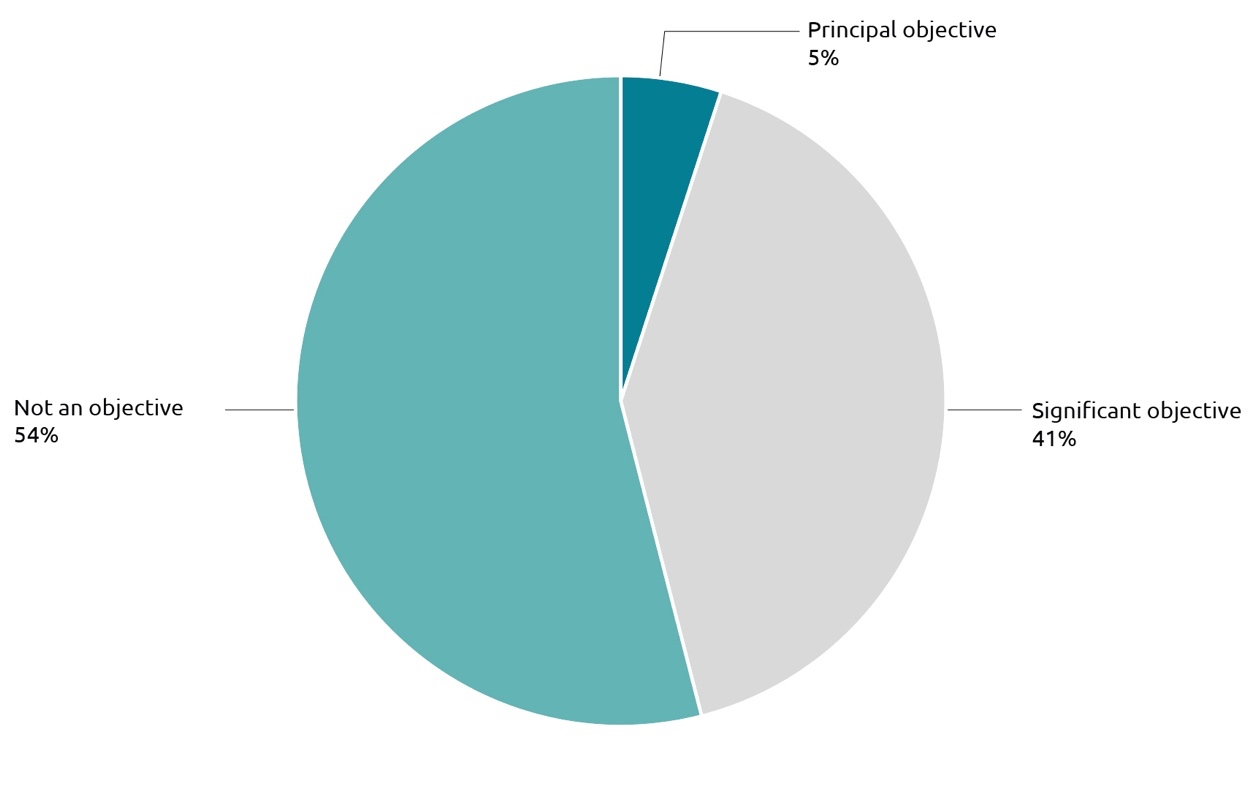 Principal objective
5%
Not an objective
54%
Significant objective
41%